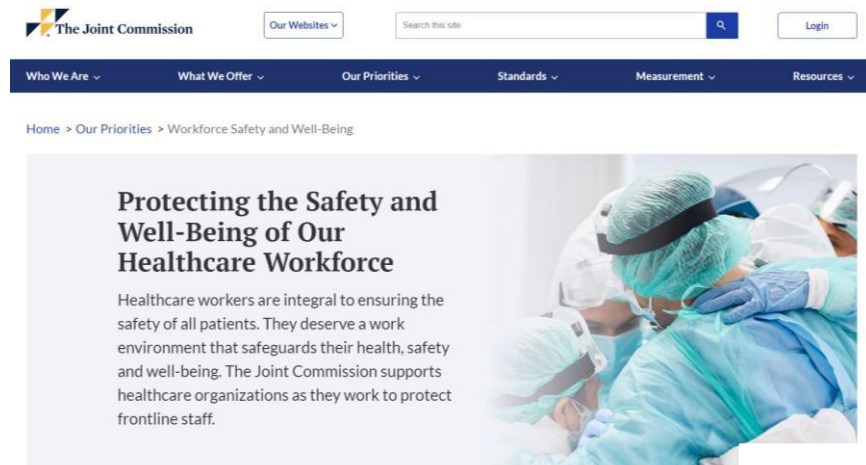 The Joint Commission
Our Websites
Search this site
Login
Who We Are
What We Offer
Our Priorities
Standards
Measurement
Resources
Home > Our Priorities > Workforce Safety and Well-Being
Protecting the Safety and
Well-Being of Our
Healthcare Workforce
Healthcare workers are integral to ensuring the
safety of all patients. They deserve a work
environment that safeguards their health, safety
and well-being. The Joint Commission supports
healthcare organizations as they work to protect
frontline staff.